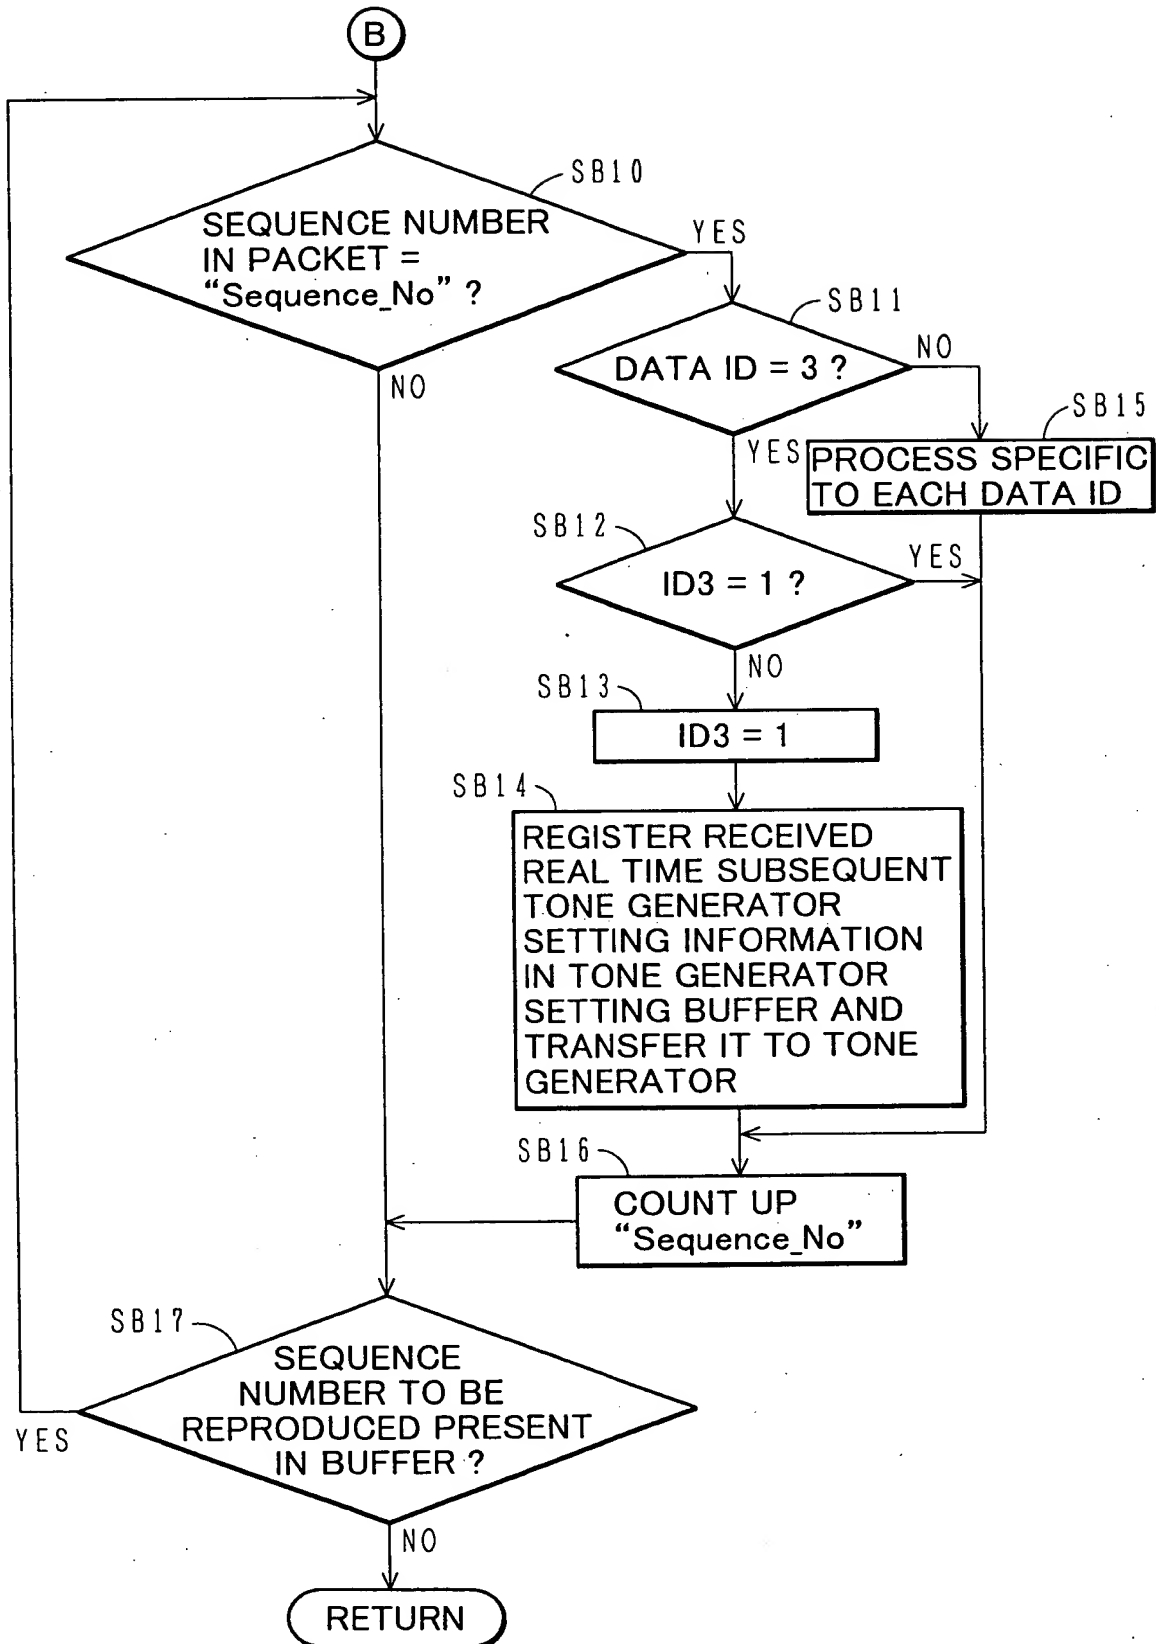 B
SB10
SEQUENCE NUMBER
IN PACKET =
“Sequence_No” ?
YES
NO
SB11
DATA ID = 3 ?
NO
YES
SB15
PROCESS SPECIFIC
TO EACH DATA ID
SB12
ID3 = 1 ?
YES
NO
SB13
ID3 = 1
SB14
REGISTER RECEIVED
REAL TIME SUBSEQUENT
TONE GENERATOR
SETTING INFORMATION
IN TONE GENERATOR
SETTING BUFFER AND
TRANSFER IT TO TONE
GENERATOR
SB16
COUNT UP
“Sequence_No”
SB17
SEQUENCE
NUMBER TO BE
REPRODUCED PRESENT
IN BUFFER ?
YES
NO
RETURN